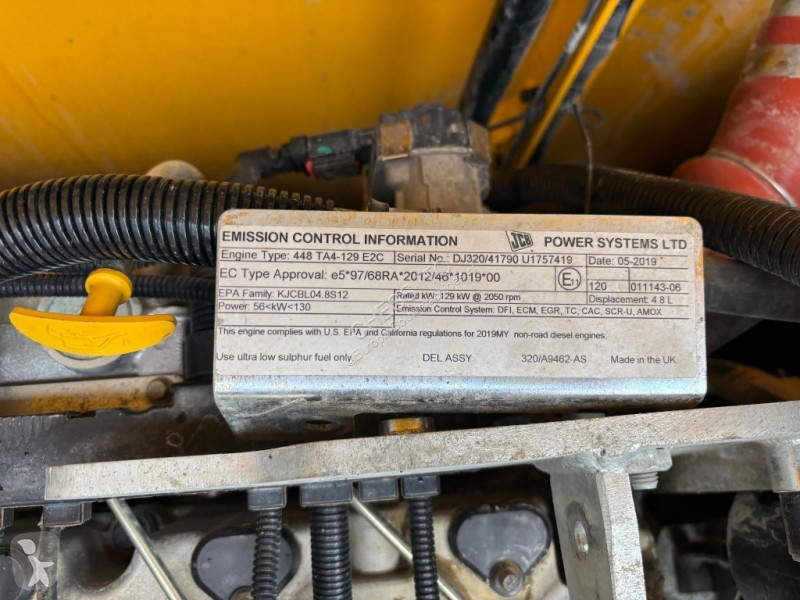 EMISSION CONTROL INFORMATION JCB POWER SYSTEMS LTD
Engine Type: 448 TA4-129 E2C Serial No: DJ320/41790 U1757419 Date: 05-2019
EC Type Approval: e5*97/68RA*2012/46*1019*00 E11 120 011143-06
EPA Family: KJCBL04.8S12 Rated kW: 129 kW @ 2050 rpm Displacement: 4.8 L
Power: 56<kW<130 Emission Control System: DFI, ECM, EGR, TC, CAC, SCR-U, AMOX
This engine complies with U.S. EPA and California regulations for 2019MY non-road diesel engines.
Use ultra low sulphur fuel only. DEL ASSY 320/A9462-AS Made in the UK